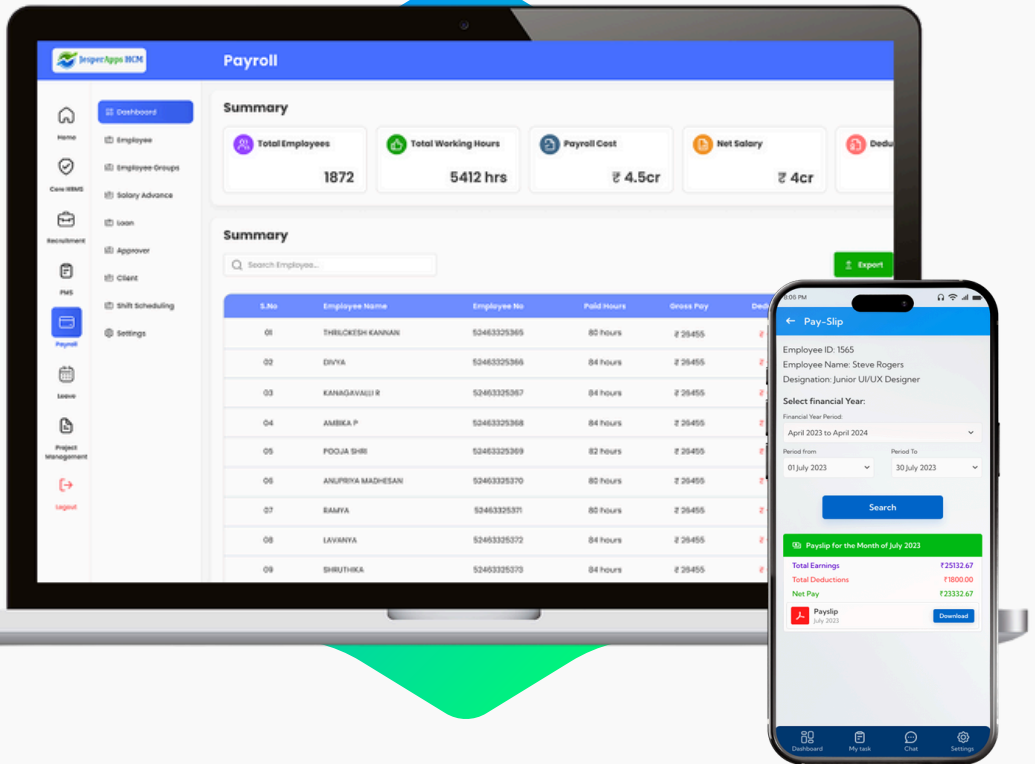 JesperApps HCM
Payroll
Home
Core HRMS
Recruitment
PMS
Payroll
Leave
Project
Management
Logout
Dashboard
Employee
Employee Groups
Salary Advance
Loan
Approver
Client
Shift Scheduling
Settings
Summary
Total Employees
1872
Total Working Hours
5412 hrs
Payroll Cost
₹ 4.5cr
Net Salary
₹ 4cr
Dedu
Summary
Search Employee...
Export
S.No Employee Name Employee No Paid Hours Gross Pay Ded
01 THRILOKESH KANNAN 52463325365 80 hours ₹ 26455 ₹
02 DIVYA 52463325366 84 hours ₹ 26455 ₹
03 KANAGAVALLI R 52463325367 84 hours ₹ 26455 ₹
04 AMBIKA P 52463325368 84 hours ₹ 26455 ₹
05 POOJA SHRI 52463325369 82 hours ₹ 26455 ₹
06 ANUPRIYA MADHESAN 52463325370 80 hours ₹ 26455 ₹
07 RAMYA 52463325371 80 hours ₹ 26455 ₹
08 LAVANYA 52463325372 84 hours ₹ 26455 ₹
09 SHRUTHIKA 52463325373 84 hours ₹ 26455 ₹
8:05 PM
Pay-Slip
Employee ID: 1565
Employee Name: Steve Rogers
Designation: Junior UI/UX Designer
Select financial Year:
Financial Year Period:
April 2023 to April 2024
Period from Period To
01 July 2023 30 July 2023
Search
Payslip for the Month of July 2023
Total Earnings ₹25132.67
Total Deductions ₹1800.00
Net Pay ₹23332.67
Payslip
July 2023
Download
Dashboard My task Chat Settings